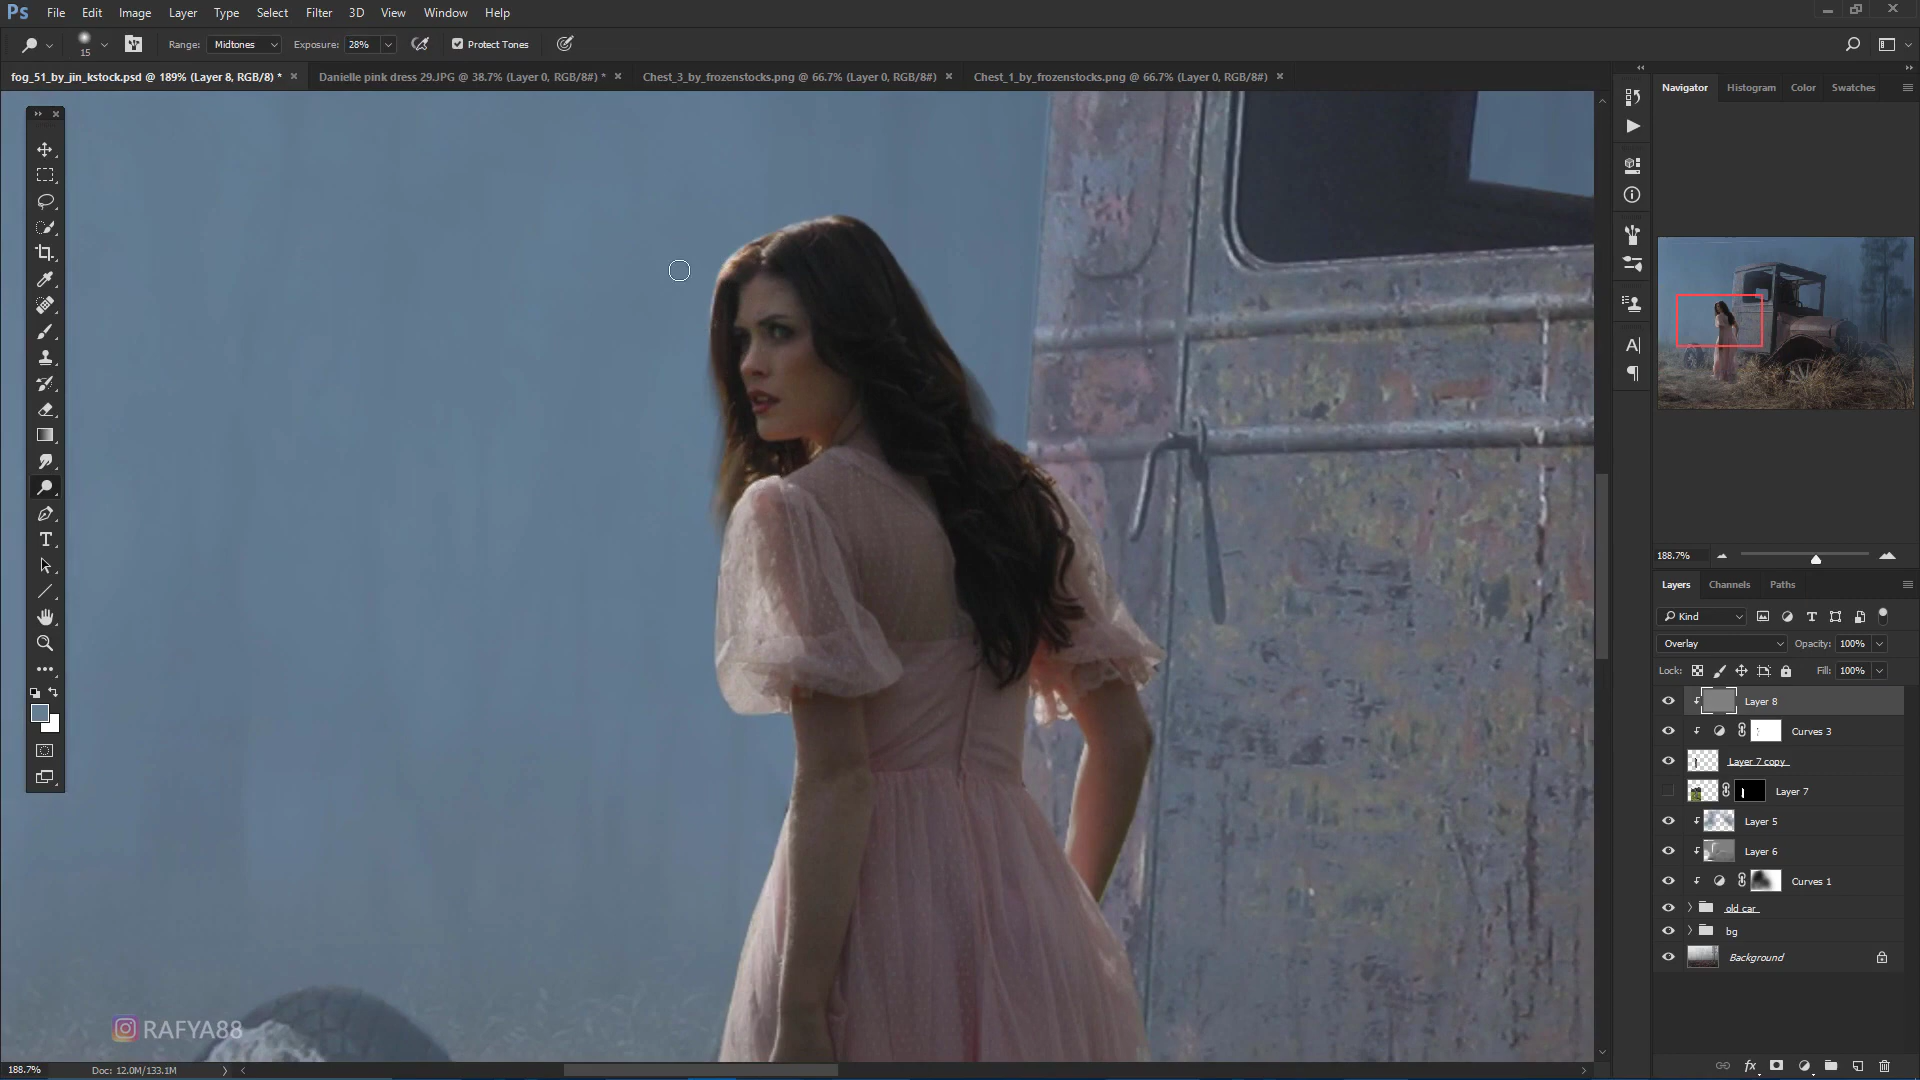 Ps File Edit Image Layer Type Select Filter 3D View Window Help
15 Range: Midtones Exposure: 28% Protect Tones
fog_51_by_jin_kstock.psd @ 189% (Layer 8, RGB/8) * Danielle pink dress 29.JPG @ 38.7% (Layer 0, RGB/8#) * Chest_3_by_frozenstocks.png @ 66.7% (Layer 0, RGB/8#) Chest_1_by_frozenstocks.png @ 66.7% (Layer 0, RGB/8#)
Navigator Histogram Color Swatches
188.7%
Layers Channels Paths
Kind
Overlay Opacity: 100%
Lock: Fill: 100%
Layer 8
Curves 3
Layer 7 copy
Layer 7
Layer 5
Layer 6
Curves 1
old car
bg
Background
RAFYA88
188.7% Doc: 12.0M/133.1M
fx